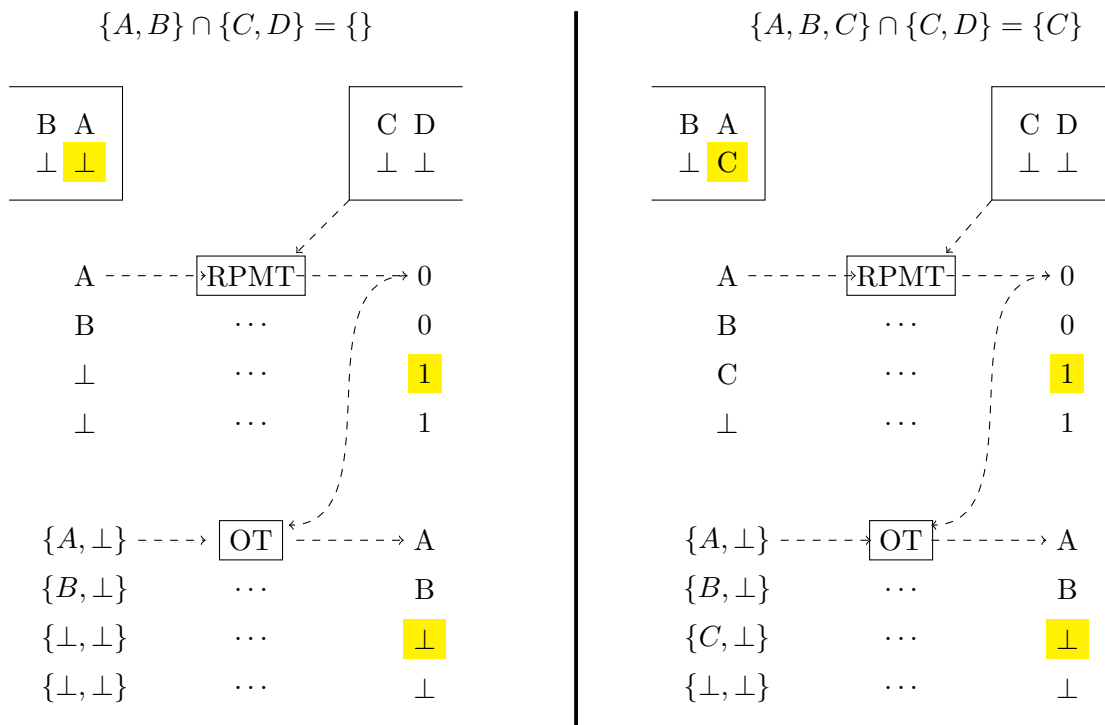 {A, B} ∩ {C, D} = {}
B A
⊥ ⊥
C D
⊥ ⊥
A RPMT 0
B ··· 0
⊥ ··· 1
⊥ ··· 1
{A, ⊥} OT A
{B, ⊥} ··· B
{⊥, ⊥} ··· ⊥
{⊥, ⊥} ··· ⊥
{A, B, C} ∩ {C, D} = {C}
B A
⊥ C
C D
⊥ ⊥
A RPMT 0
B ··· 0
C ··· 1
⊥ ··· 1
{A, ⊥} OT A
{B, ⊥} ··· B
{C, ⊥} ··· ⊥
{⊥, ⊥} ··· ⊥